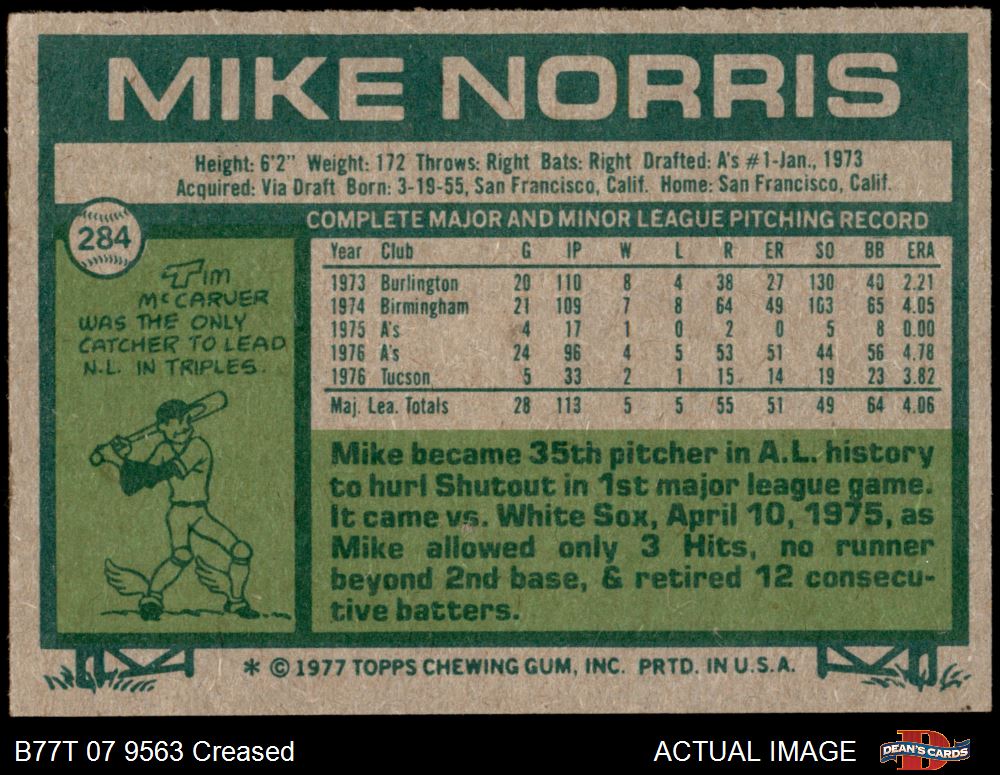 MIKE NORRIS
Height: 6'2" Weight: 172 Throws: Right Bats: Right Drafted: A's #1-Jan., 1973
Acquired: Via Draft Born: 3-19-55, San Francisco, Calif. Home: San Francisco, Calif.
284
COMPLETE MAJOR AND MINOR LEAGUE PITCHING RECORD
Year Club G IP W L R ER SO BB ERA
1973 Burlington 20 110 8 4 38 27 130 40 2.21
1974 Birmingham 21 109 7 8 64 49 103 65 4.05
1975 A's 4 17 1 0 2 0 5 8 0.00
1976 A's 24 96 4 5 53 51 44 56 4.78
1976 Tucson 5 33 2 1 15 14 19 23 3.82
Maj. Lea. Totals 28 113 5 5 55 51 49 64 4.06
TIM
McCARVER
WAS THE ONLY
CATCHER TO LEAD
N.L. IN TRIPLES.
Mike became 35th pitcher in A.L. history
to hurl Shutout in 1st major league game.
It came vs. White Sox, April 10, 1975, as
Mike allowed only 3 Hits, no runner
beyond 2nd base, & retired 12 consecu-
tive batters.
* © 1977 TOPPS CHEWING GUM, INC. PRTD. IN U.S.A.
B77T 07 9563 Creased
ACTUAL IMAGE
D
DEAN'S CARDS